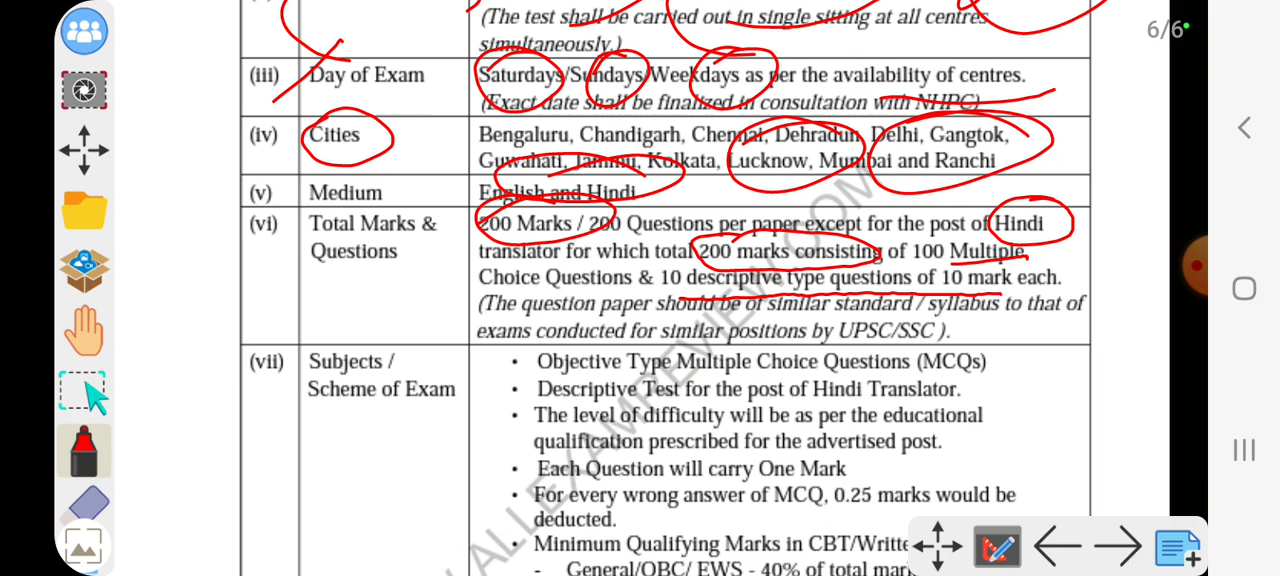 (The test shall be carried out in single sitting at all centres
simultaneously.)
6/6
(iii) Day of Exam Saturdays/Sundays/Weekdays as per the availability of centres.
(Exact date shall be finalized in consultation with NHPC)
(iv) Cities Bengaluru, Chandigarh, Chennai, Dehradun, Delhi, Gangtok,
Guwahati, Jammu, Kolkata, Lucknow, Mumbai and Ranchi
(v) Medium English and Hindi
(vi) Total Marks & 200 Marks / 200 Questions per paper except for the post of Hindi
Questions translator for which total 200 marks consisting of 100 Multiple
Choice Questions & 10 descriptive type questions of 10 mark each.
(The question paper should be of similar standard / syllabus to that of
exams conducted for similar positions by UPSC/SSC ).
(vii) Subjects / • Objective Type Multiple Choice Questions (MCQs)
Scheme of Exam • Descriptive Test for the post of Hindi Translator.
• The level of difficulty will be as per the educational
qualification prescribed for the advertised post.
• Each Question will carry One Mark
• For every wrong answer of MCQ, 0.25 marks would be
deducted.
• Minimum Qualifying Marks in CBT/Writte
- General/OBC/ EWS - 40% of total mar
ALLEXAMREVIEW.COM